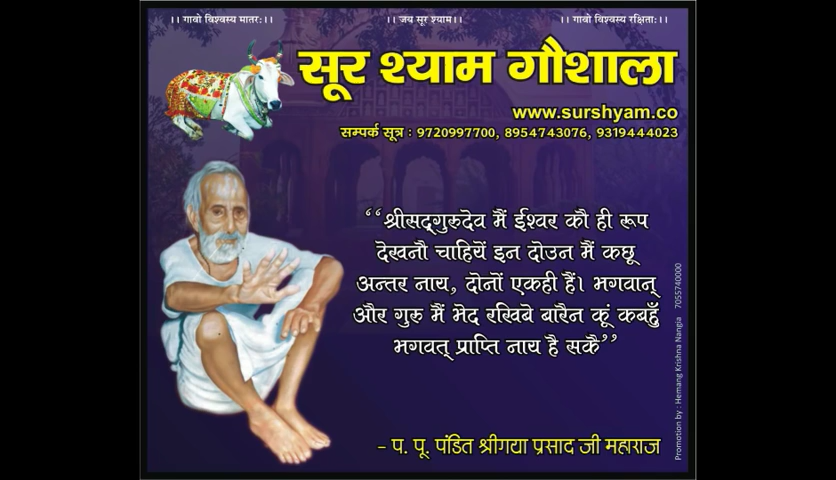 ।। गावो विश्वस्य मातरः।।
।। जय सूर श्याम।।
।। गावो विश्वस्य रक्षिताः।।
सूर श्याम गौशाला
www.surshyam.co
सम्पर्क सूत्र : 9720997700, 8954743076, 9319444023
“श्रीसद्गुरुदेव मैं ईश्वर कौ ही रूप
देखनौ चाहियें इन दोउन मैं कछू
अन्तर नाय, दोनों एकही हैं। भगवान्
और गुरु मैं भेद रखिबे बारेन कूं कबहुँ
भगवत् प्राप्ति नाय है सकै”
- प. पू. पंडित श्रीगया प्रसाद जी महाराज
Promotion by : Hemang Krishna Nangia 7055740000